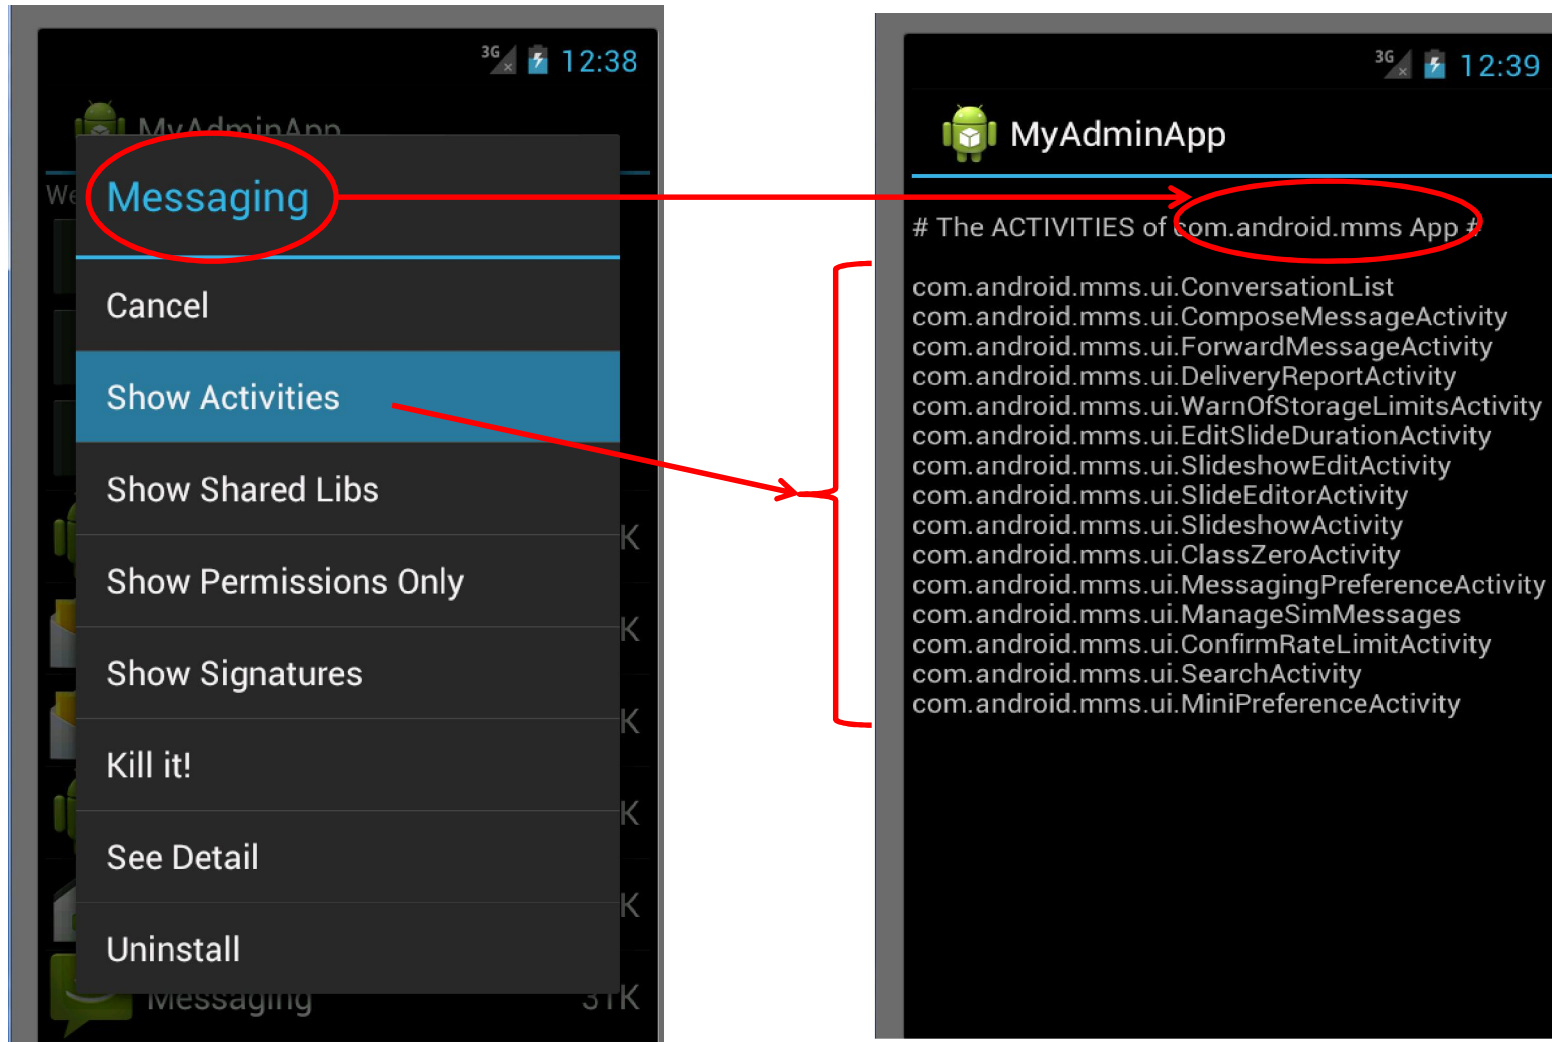 3G 12:38
MyAdminApp
We
Messaging
Cancel
Show Activities
Show Shared Libs
K
Show Permissions Only
K
Show Signatures
K
Kill it!
K
See Detail
K
Uninstall
Messaging 31K
3G 12:39
MyAdminApp
# The ACTIVITIES of com.android.mms App #
com.android.mms.ui.ConversationList
com.android.mms.ui.ComposeMessageActivity
com.android.mms.ui.ForwardMessageActivity
com.android.mms.ui.DeliveryReportActivity
com.android.mms.ui.WarnOfStorageLimitsActivity
com.android.mms.ui.EditSlideDurationActivity
com.android.mms.ui.SlideshowEditActivity
com.android.mms.ui.SlideEditorActivity
com.android.mms.ui.SlideshowActivity
com.android.mms.ui.ClassZeroActivity
com.android.mms.ui.MessagingPreferenceActivity
com.android.mms.ui.ManageSimMessages
com.android.mms.ui.ConfirmRateLimitActivity
com.android.mms.ui.SearchActivity
com.android.mms.ui.MiniPreferenceActivity